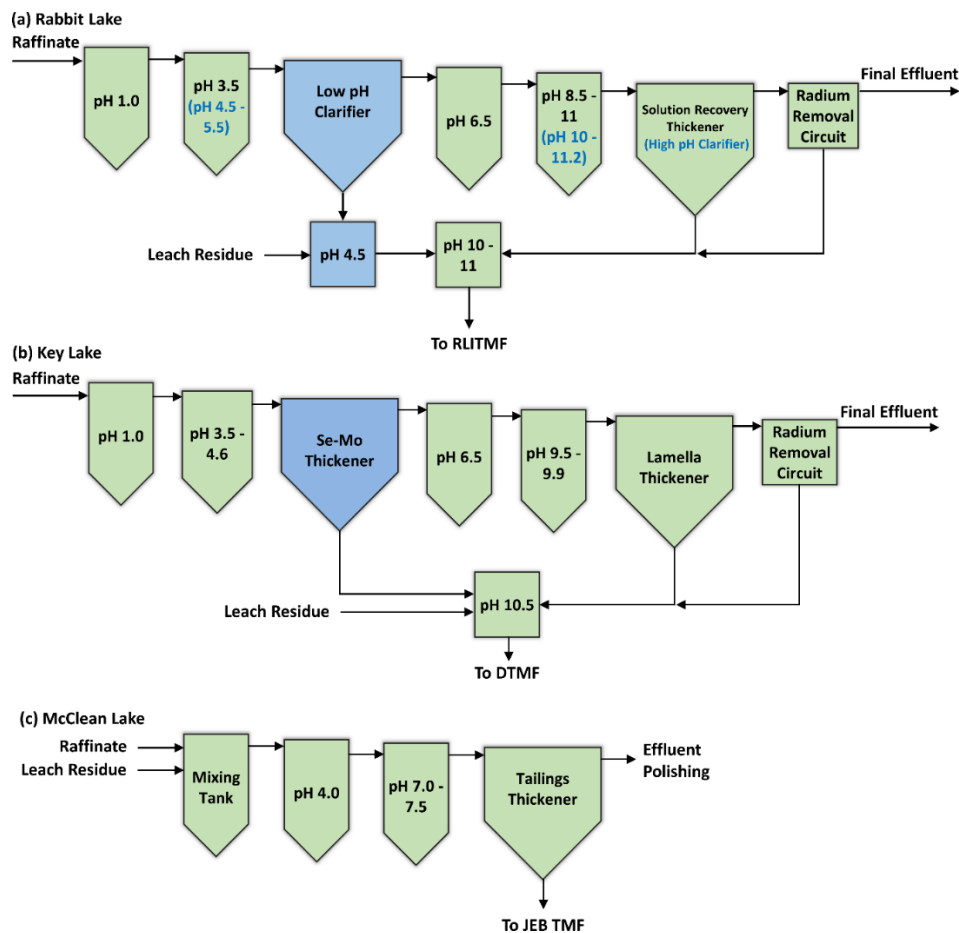 (a) Rabbit Lake
Raffinate
pH 1.0
pH 3.5
(pH 4.5 -
5.5)
Low pH
Clarifier
pH 6.5
pH 8.5 -
11
(pH 10 -
11.2)
Solution Recovery
Thickener
(High pH Clarifier)
Radium
Removal
Circuit
Final Effluent
Leach Residue
pH 4.5
pH 10 -
11
To RLITMF
(b) Key Lake
Raffinate
pH 1.0
pH 3.5 -
4.6
Se-Mo
Thickener
pH 6.5
pH 9.5 -
9.9
Lamella
Thickener
Radium
Removal
Circuit
Final Effluent
Leach Residue
pH 10.5
To DTMF
(c) McClean Lake
Raffinate
Leach Residue
Mixing
Tank
pH 4.0
pH 7.0 -
7.5
Tailings
Thickener
Effluent
Polishing
To JEB TMF